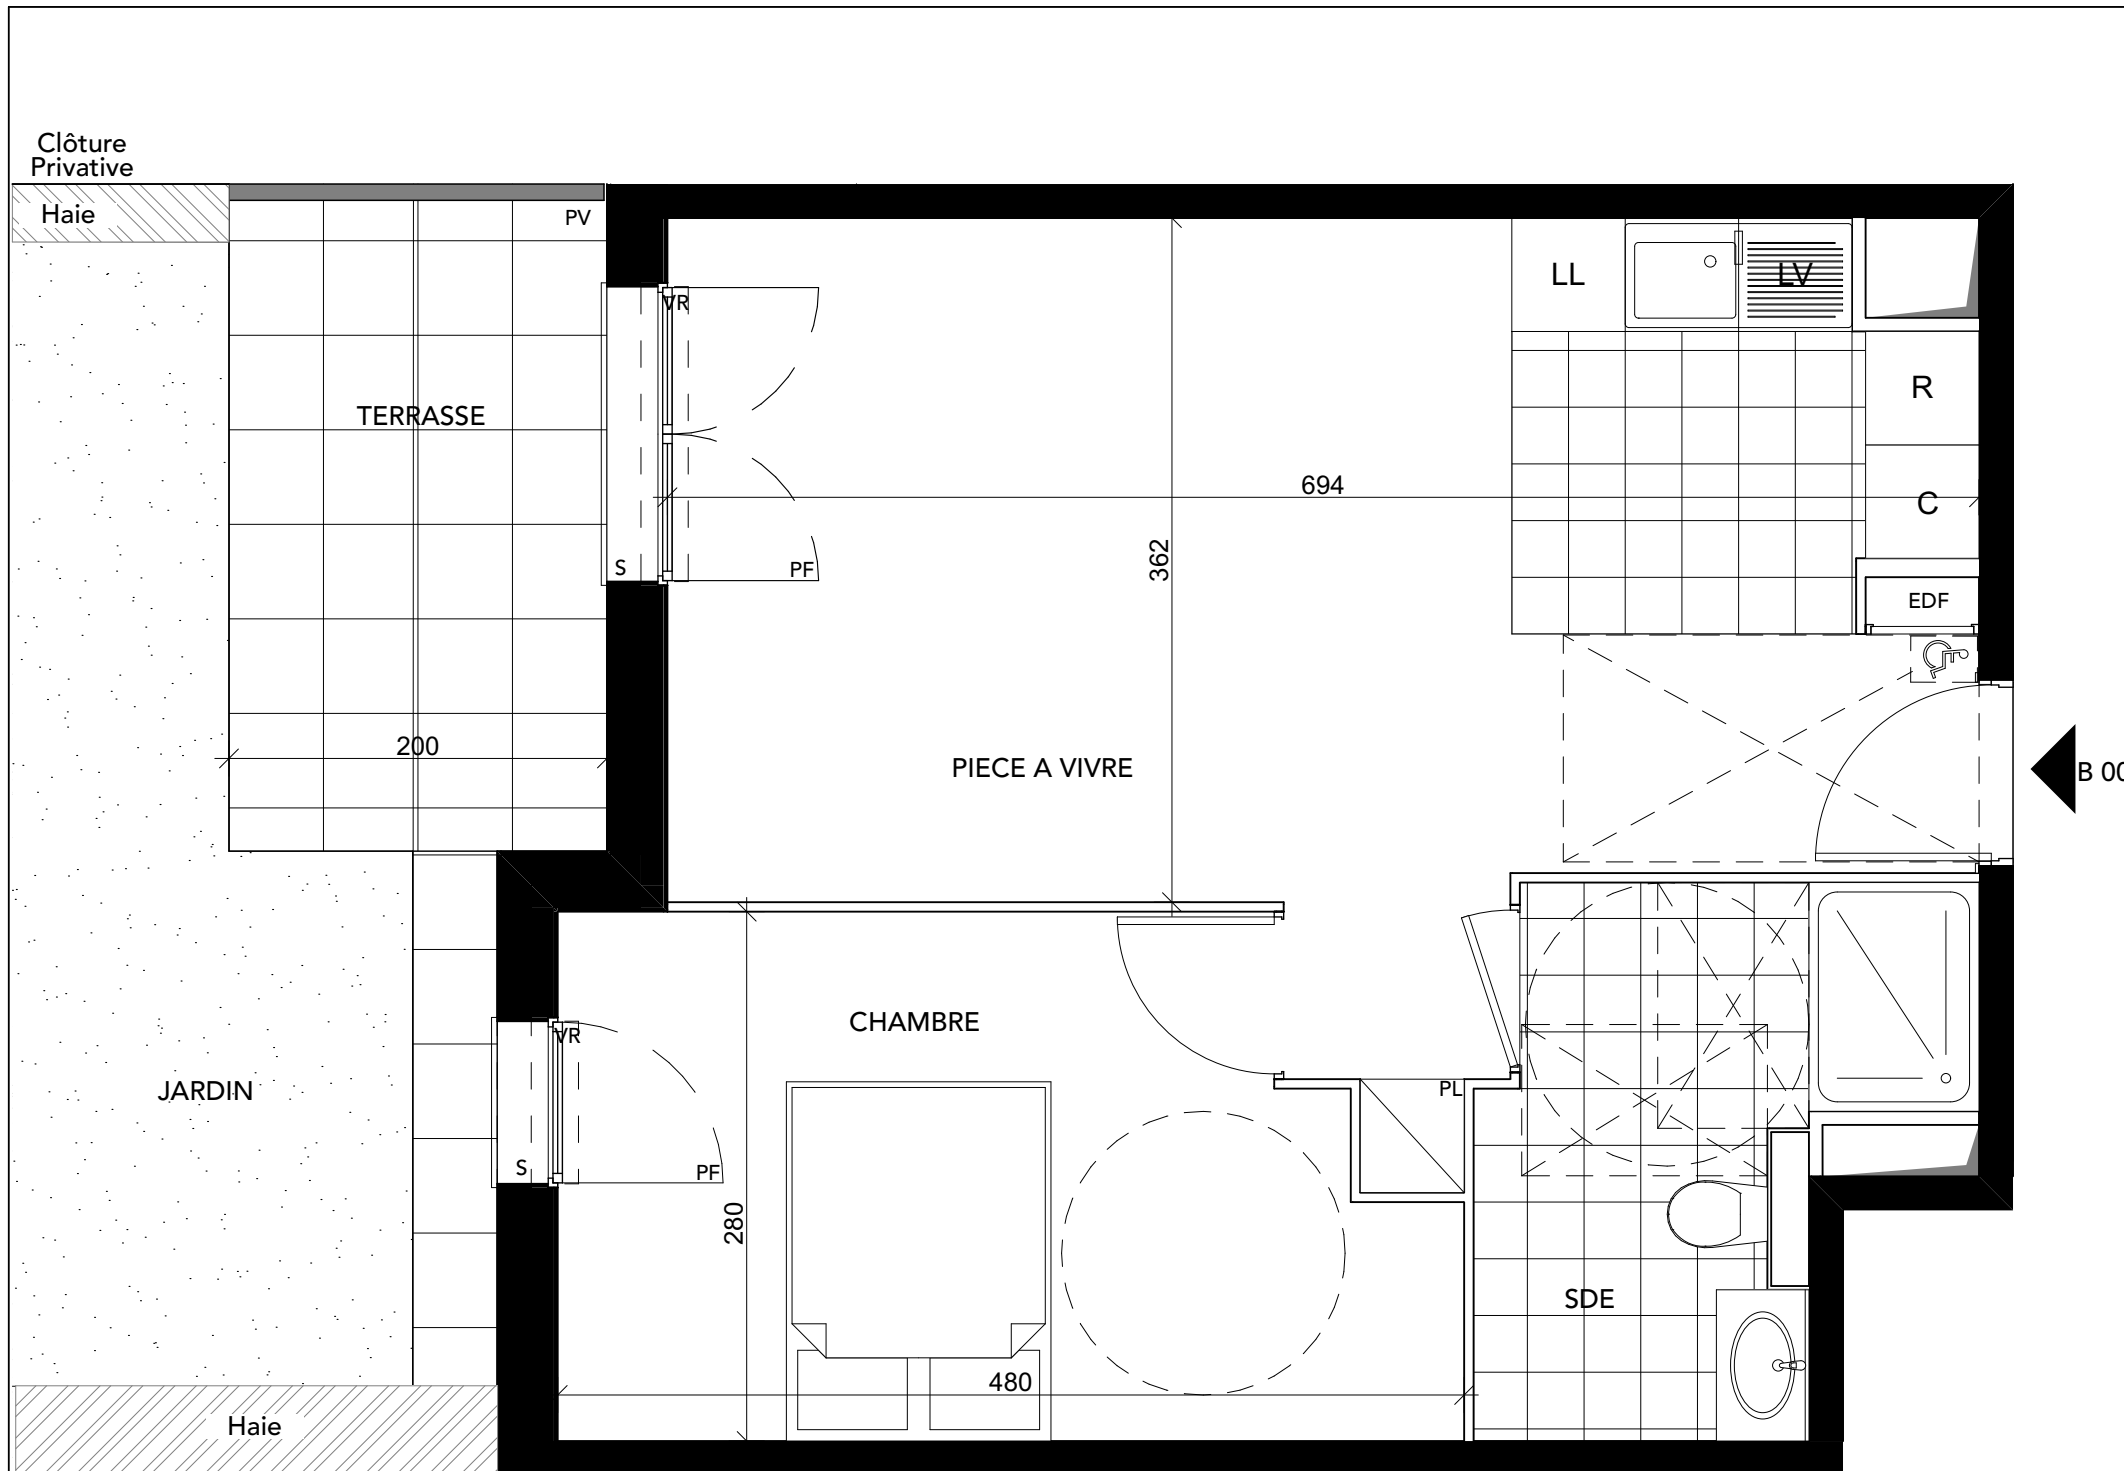 Clôture
Privative
Haie
PV
LL
LV
VR
R
TERRASSE
694
C
362
S
PF
EDF
200
PIECE A VIVRE
B 00
CHAMBRE
VR
JARDIN
PL
S
PF
280
SDE
480
Haie